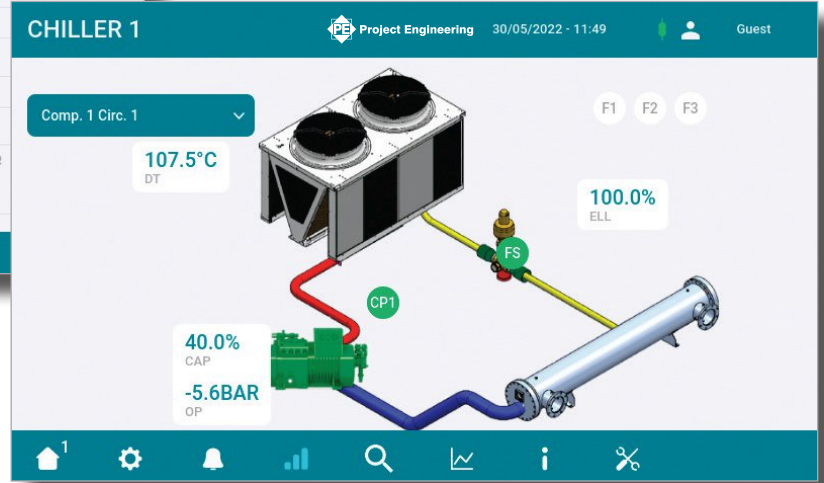 CHILLER 1
PE Project Engineering
30/05/2022 - 11:49
Guest
Comp. 1 Circ. 1
F1 F2 F3
107.5°C
DT
100.0%
ELL
FS
CP1
40.0%
CAP
-5.6BAR
OP
1